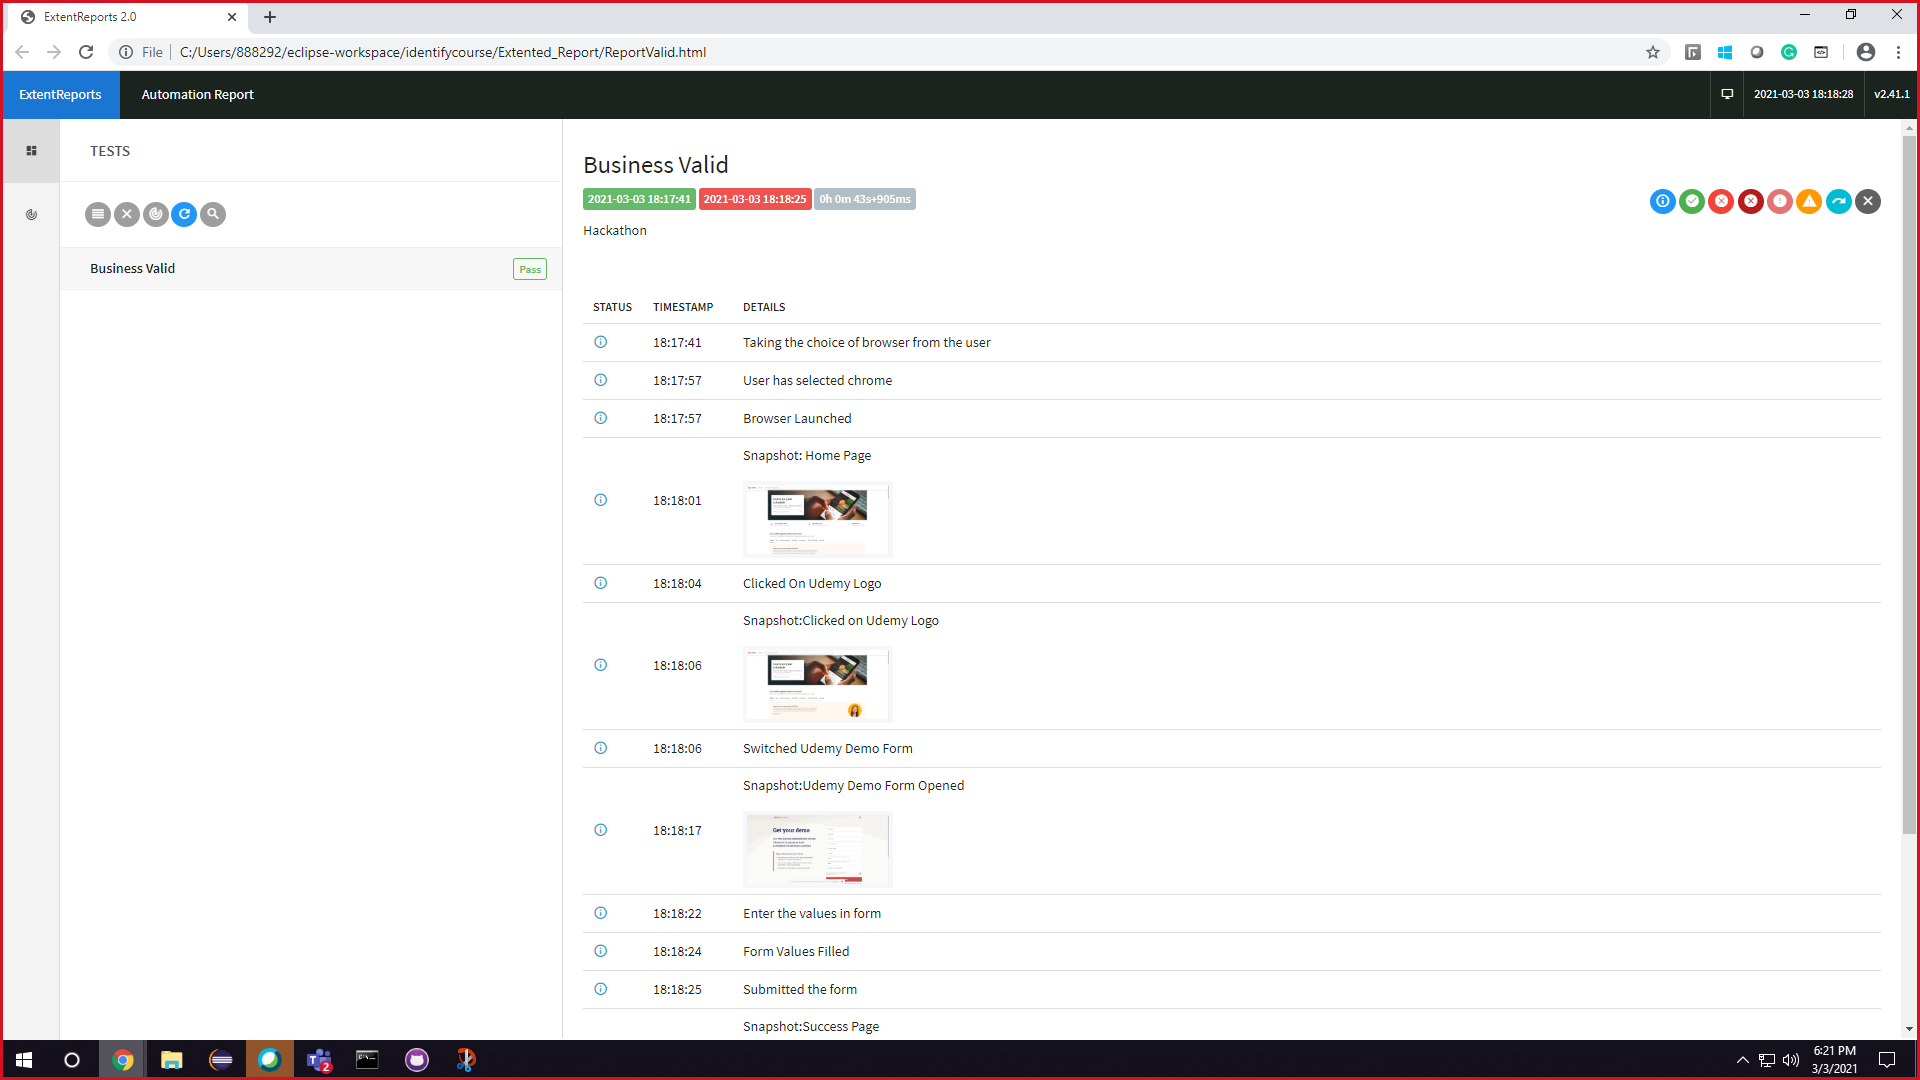 ExtentReports 2.0
File
C:/Users/888292/eclipse-workspace/identifycourse/Extented_Report/ReportValid.html
ExtentReports
Automation Report
2021-03-03 18:18:28
v2.41.1
TESTS
Business Valid
Pass
Business Valid
2021-03-03 18:17:41 2021-03-03 18:18:25 0h 0m 43s+905ms
Hackathon
STATUS TIMESTAMP DETAILS
18:17:41 Taking the choice of browser from the user
18:17:57 User has selected chrome
18:17:57 Browser Launched
Snapshot: Home Page
18:18:01
18:18:04 Clicked On Udemy Logo
Snapshot:Clicked on Udemy Logo
18:18:06
18:18:06 Switched Udemy Demo Form
Snapshot:Udemy Demo Form Opened
18:18:17
Get your demo
18:18:22 Enter the values in form
18:18:24 Form Values Filled
18:18:25 Submitted the form
Snapshot:Success Page
2
6:21 PM
3/3/2021